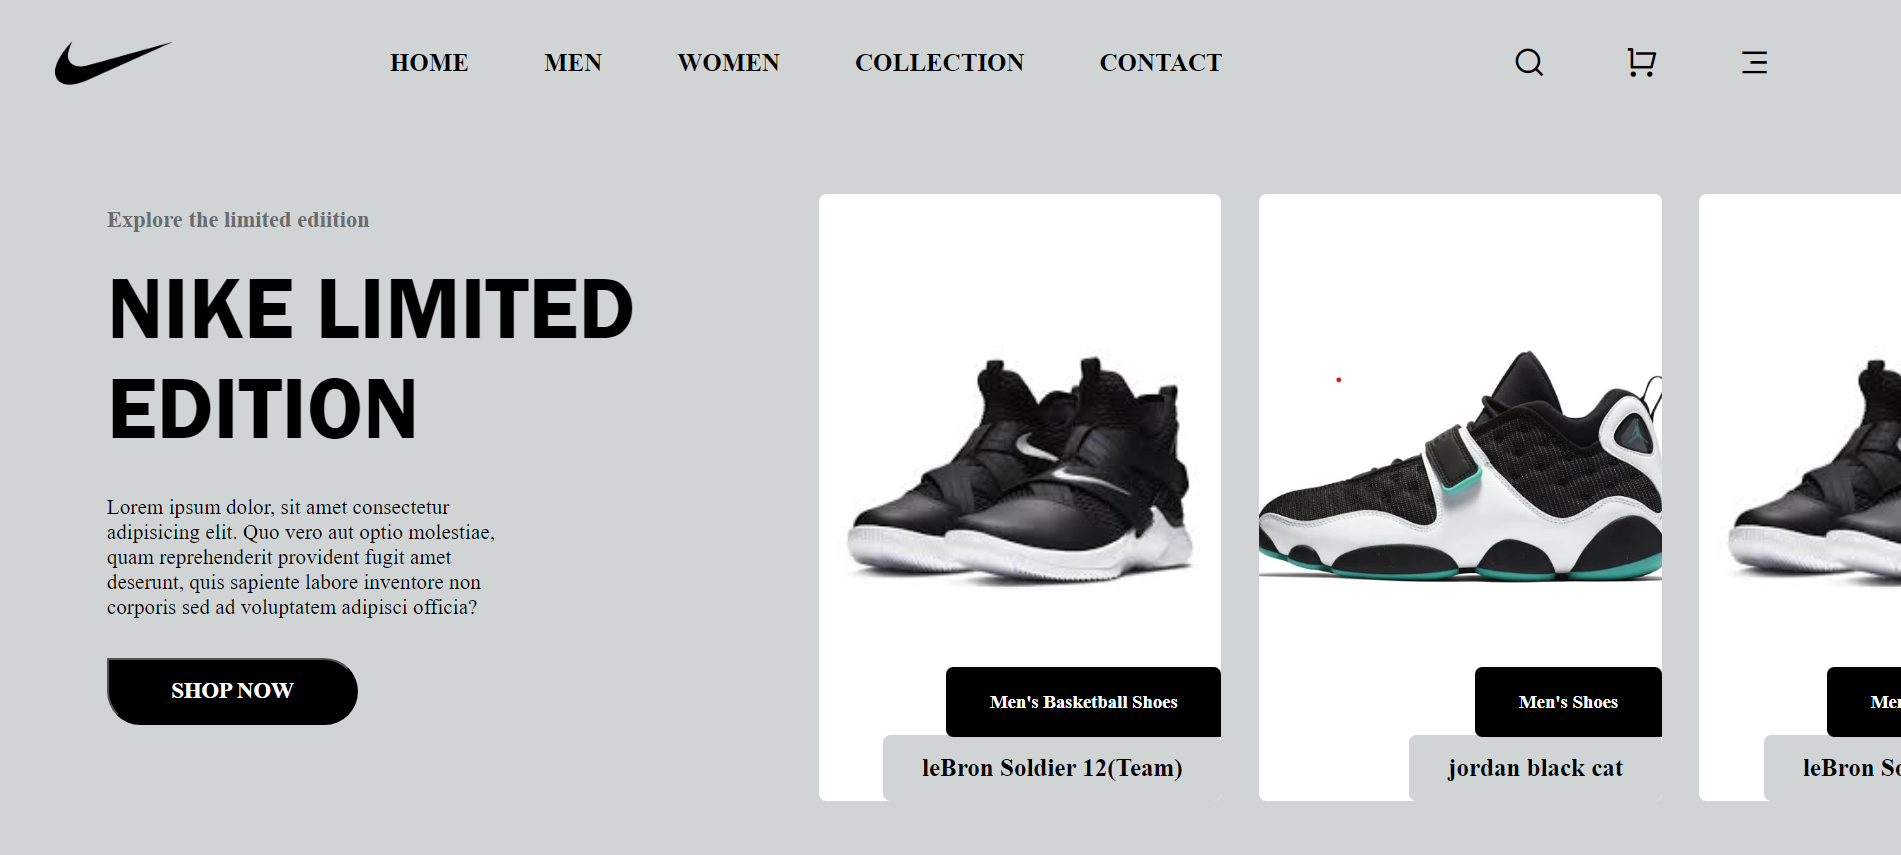 HOME MEN WOMEN COLLECTION CONTACT
Explore the limited ediition
NIKE LIMITED
EDITION
Lorem ipsum dolor, sit amet consectetur
adipisicing elit. Quo vero aut optio molestiae,
quam reprehenderit provident fugit amet
deserunt, quis sapiente labore inventore non
corporis sed ad voluptatem adipisci officia?
SHOP NOW
Men's Basketball Shoes
leBron Soldier 12(Team)
Men's Shoes
jordan black cat
leBron